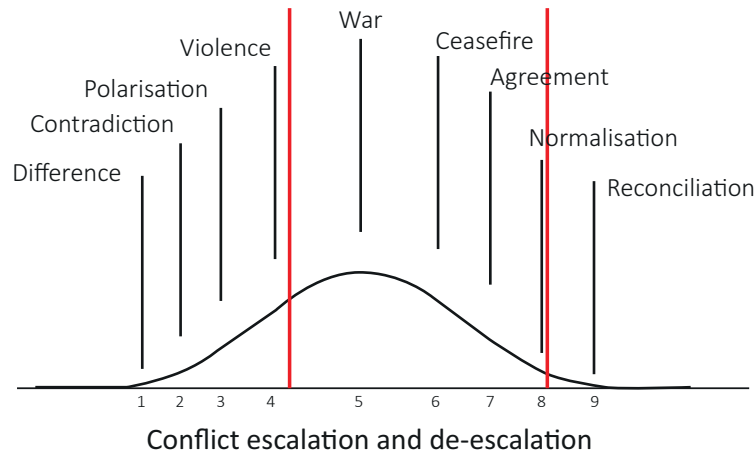 War
Violence
Ceasefire
Polarisation
Agreement
Contradiction
Normalisation
Difference
Reconciliation
1 2 3 4 5 6 7 8 9
Conflict escalation and de-escalation